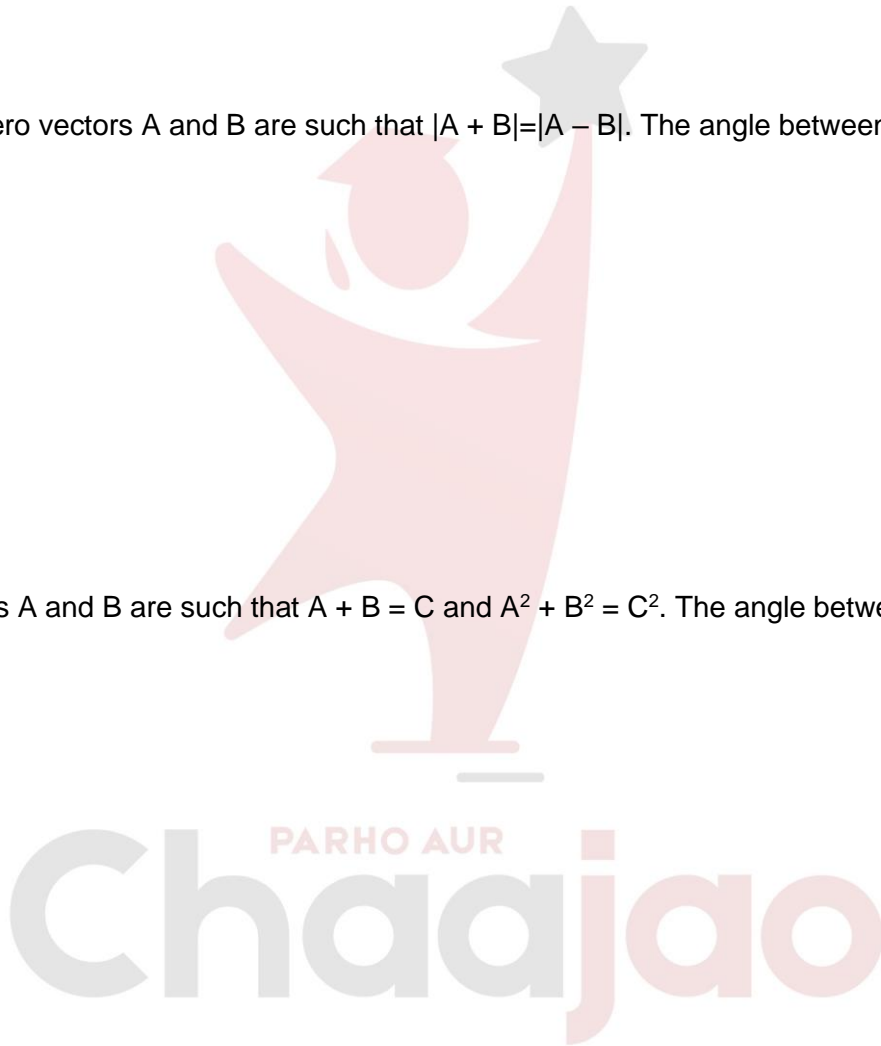 ero vectors A and B are such that |A + B|=|A – B|. The angle between
s A and B are such that A + B = C and A² + B² = C². The angle betwe
PARHO AUR
Chaajao